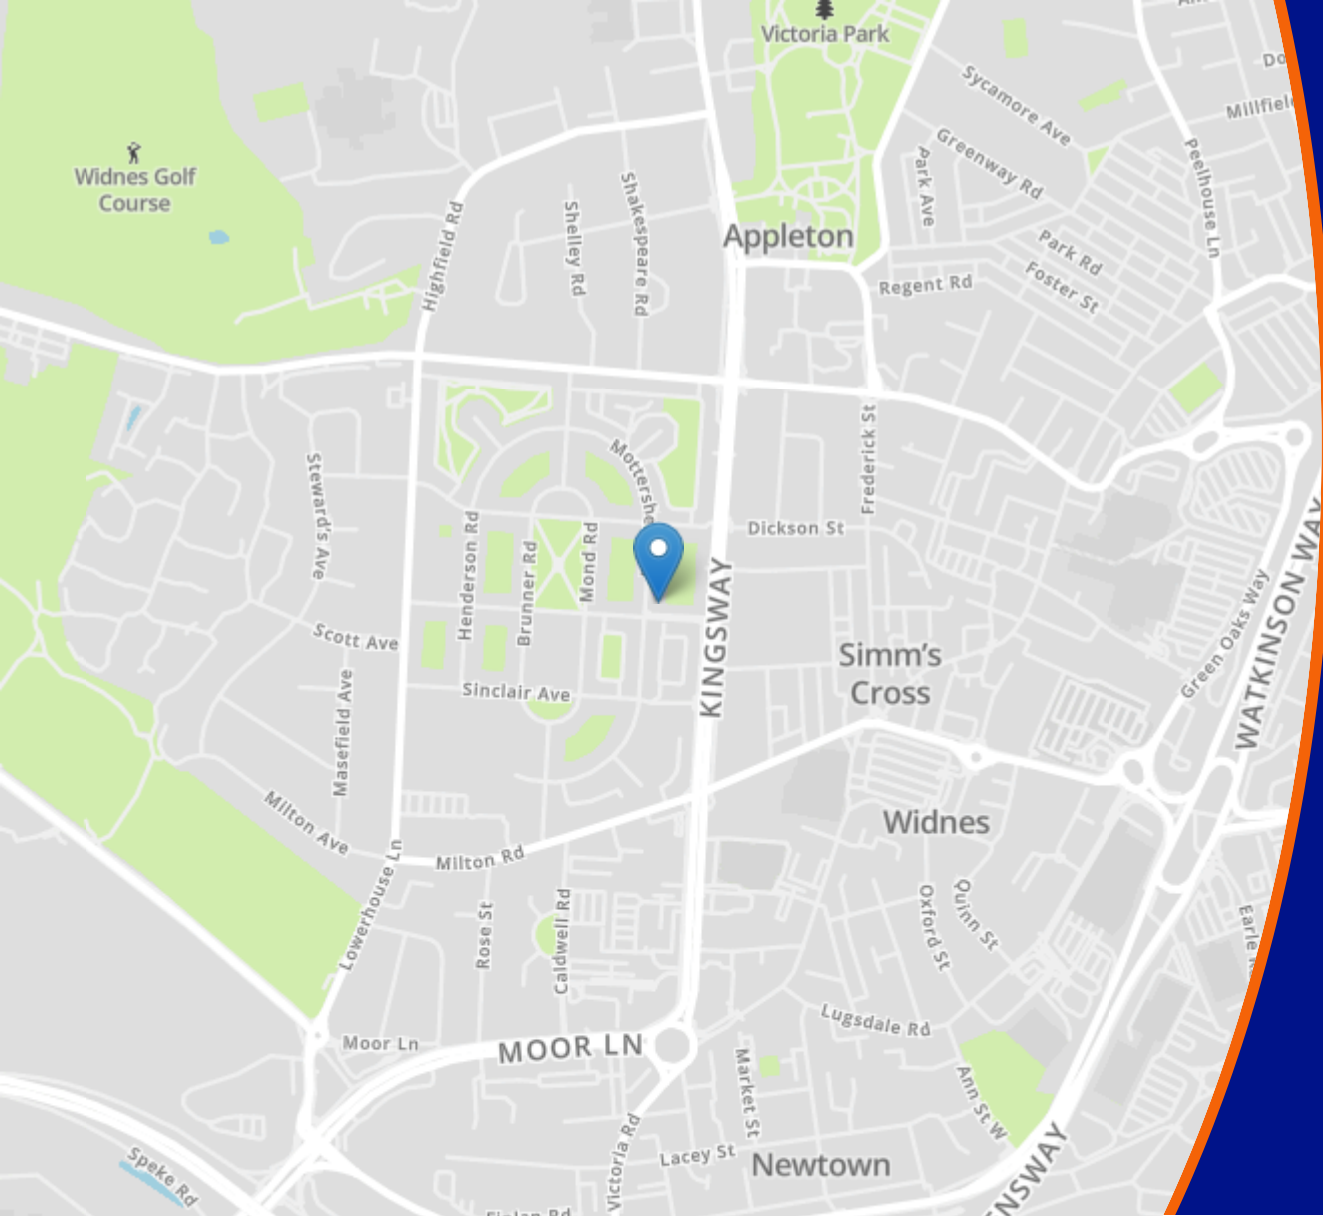 Victoria Park
Sycamore Ave
Millfiel
Greenway Rd
Park Ave
Peelhouse Ln
Widnes Golf
Course
Highfield Rd
Shelley Rd
Shakespeare Rd
Appleton
Park Rd
Foster St
Regent Rd
Steward's Ave
Mottershe
Frederick St
Dickson St
Henderson Rd
Brunner Rd
Mond Rd
KINGSWAY
WATKINSON WAY
Green Oaks Way
Scott Ave
Simm's
Cross
Masefield Ave
Sinclair Ave
Milton Ave
Milton Rd
Widnes
Lowerhouse Ln
Rose St
Caldwell Rd
Oxford St
Quinn St
Earle R
Lugsdale Rd
Moor Ln
MOOR LN
Market St
Ann St W
Victoria Rd
Lacey St
Newtown
Speke Rd
ENSWAY